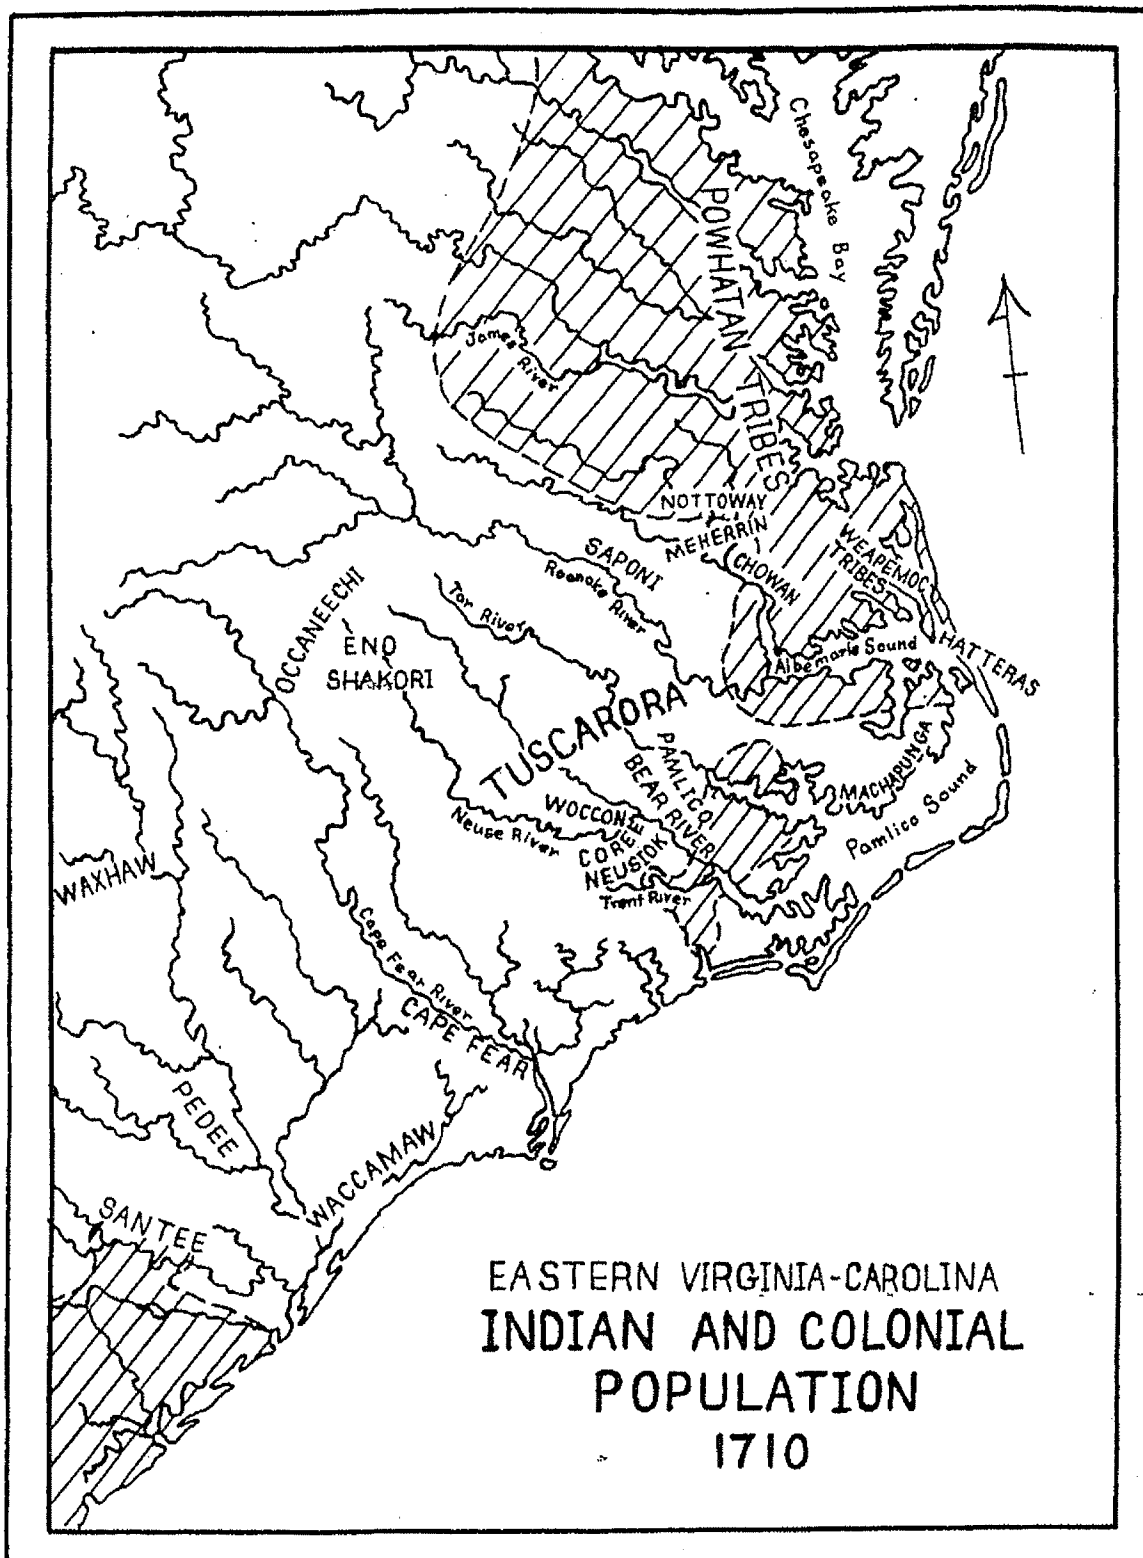 Chesapeake Bay
POWHATAN TRIBES
James River
NOTTOWAY
MEHERRIN
WEAPEMOC
TRIBES
SAPONI
CHOWAN
Roanoke River
OCCANEECHI
Tar River
ENO
SHAKORI
Albemarle Sound
HATTERAS
TUSCARORA
PAMLICO
BEAR RIVER
MACHAPUNGA
Pamlico Sound
WOCCON
Neuse River
CORE
NEUSIOK
Trent River
WAXHAW
Cape Fear River
CAPE FEAR
PEDEE
WACCAMAW
SANTEE
EASTERN VIRGINIA-CAROLINA
INDIAN AND COLONIAL
POPULATION
1710